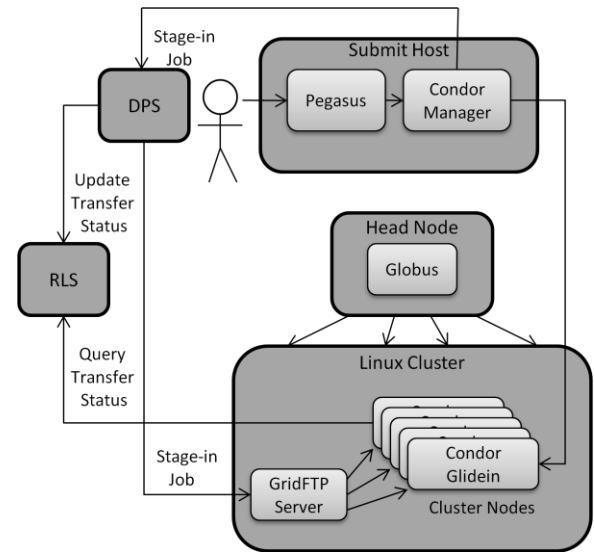 Stage-in
Job
Submit Host
DPS
Pegasus
Condor
Manager
Update
Transfer
Status
Head Node
Globus
RLS
Query
Transfer
Status
Linux Cluster
Stage-in
Job
GridFTP
Server
Condor
Glidein
Cluster Nodes